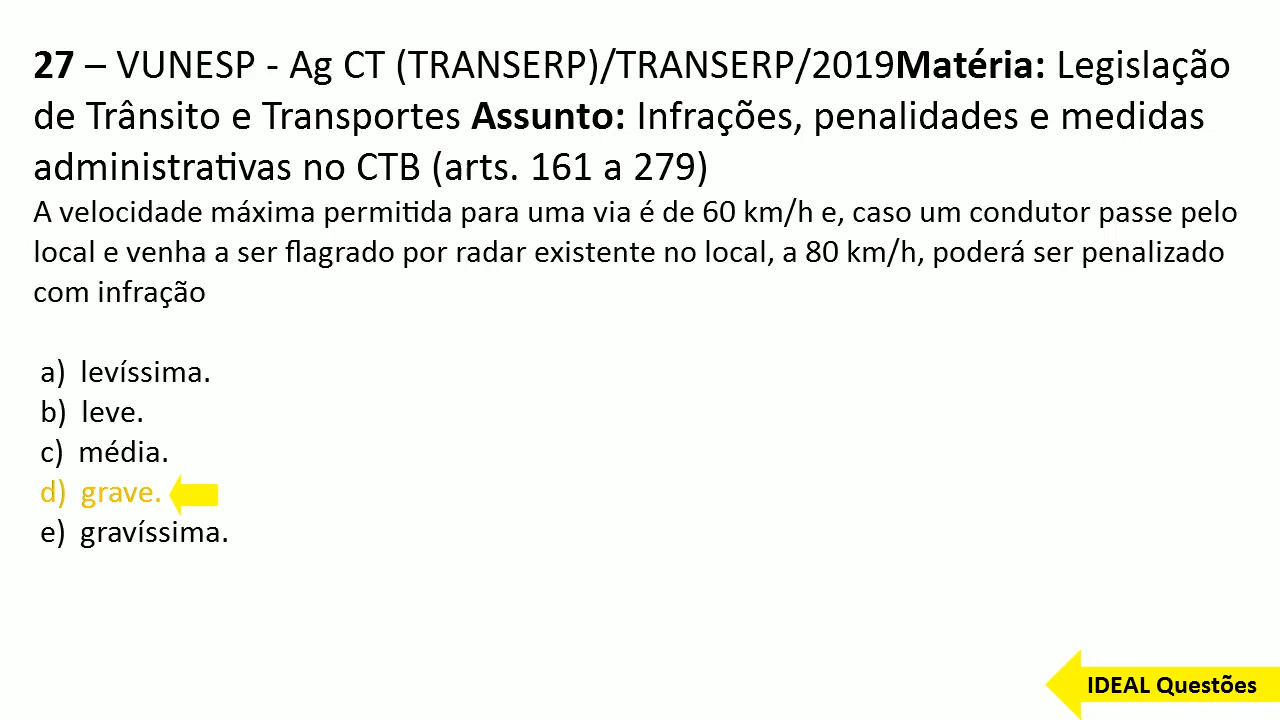 27 – VUNESP - Ag CT (TRANSERP)/TRANSERP/2019Matéria: Legislação
de Trânsito e Transportes Assunto: Infrações, penalidades e medidas
administrativas no CTB (arts. 161 a 279)
A velocidade máxima permitida para uma via é de 60 km/h e, caso um condutor passe pelo
local e venha a ser flagrado por radar existente no local, a 80 km/h, poderá ser penalizado
com infração
a) levíssima.
b) leve.
c) média.
d) grave.
e) gravíssima.
IDEAL Questões